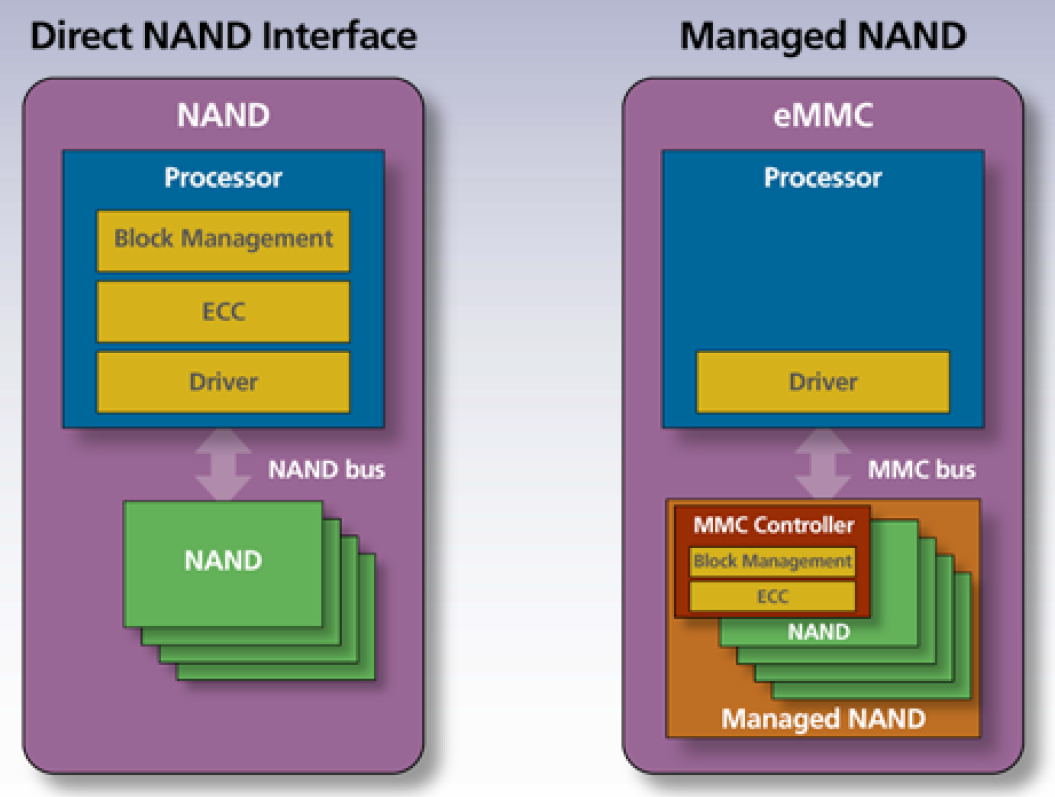 Direct NAND Interface
NAND
Processor
Block Management
ECC
Driver
NAND bus
NAND
Managed NAND
eMMC
Processor
Driver
MMC bus
MMC Controller
Block Management
ECC
NAND
Managed NAND